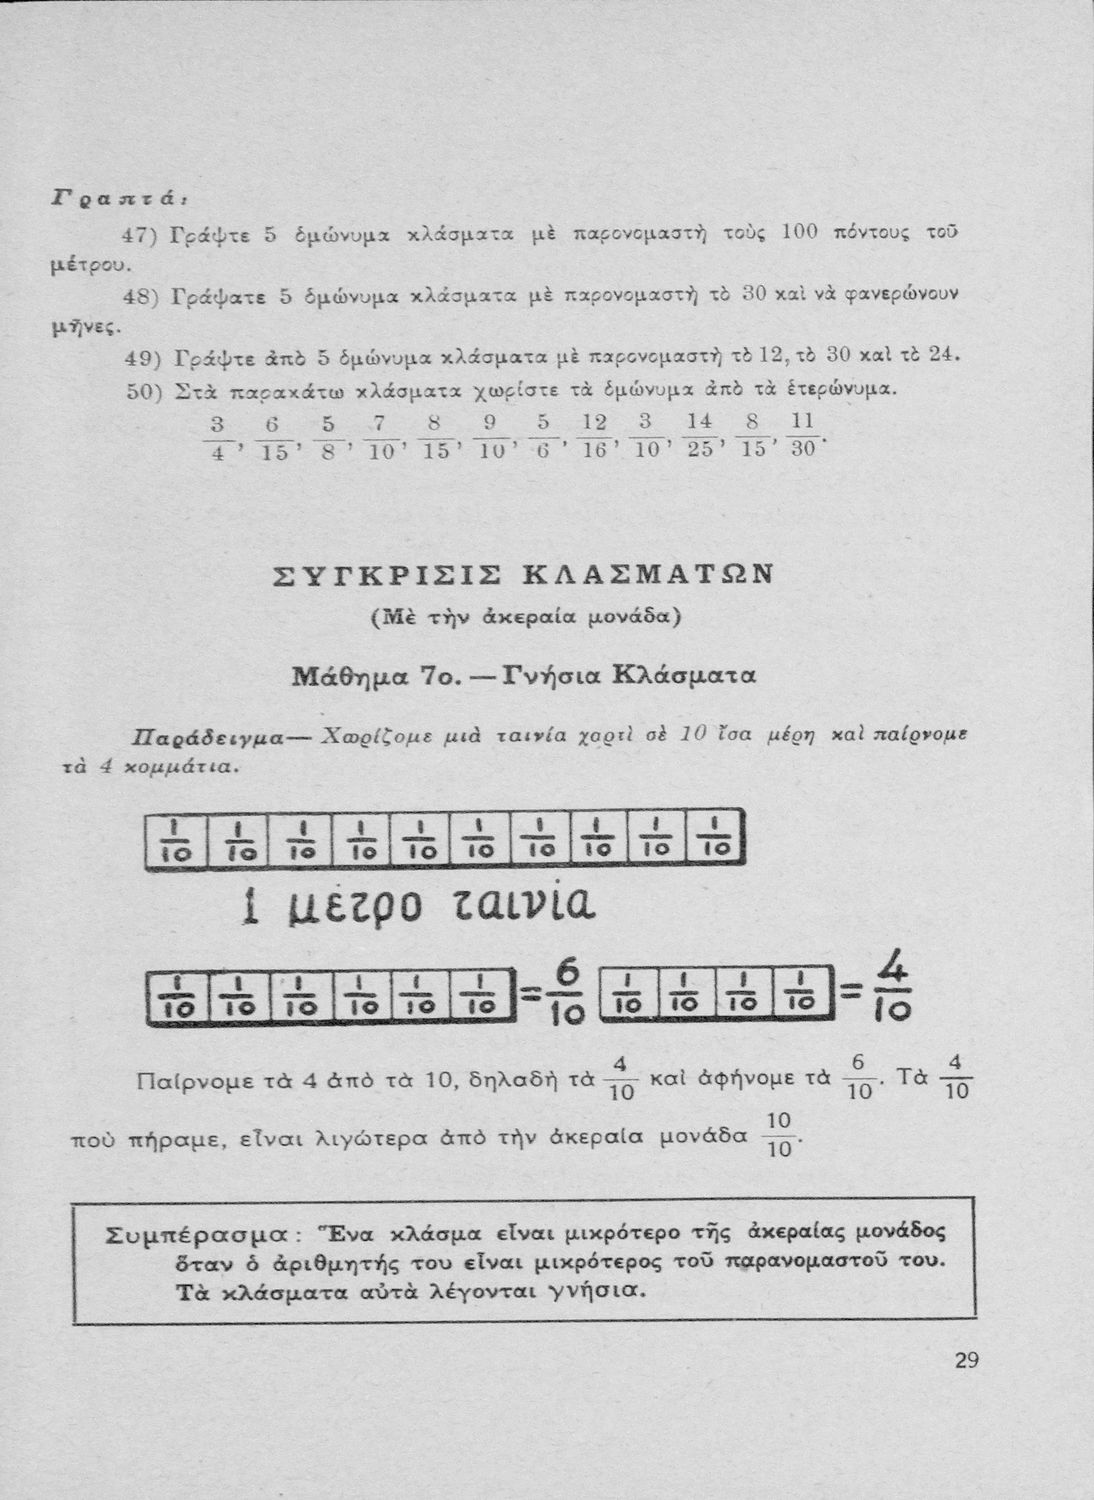 Γραπτά:
47) Γράψτε 5 ὁμώνυμα κλάσματα μὲ παρονομαστὴ τοὺς 100 πόντους τοῦ
μέτρου.
48) Γράψατε 5 ὁμώνυμα κλάσματα μὲ παρονομαστὴ τὸ 30 καὶ νὰ φανερώνουν
μῆνες.
49) Γράψτε ἀπὸ 5 ὁμώνυμα κλάσματα μὲ παρονομαστὴ τὸ 12, τὸ 30 καὶ τὸ 24.
50) Στὰ παρακάτω κλάσματα χωρίστε τὰ ὁμώνυμα ἀπὸ τὰ ἑτερώνυμα.
3/4, 6/15, 5/8, 7/10, 8/15, 9/10, 5/6, 12/16, 3/10, 14/25, 8/15, 11/30.
ΣΥΓΚΡΙΣΙΣ ΚΛΑΣΜΑΤΩΝ
(Μὲ τὴν ἀκεραία μονάδα)
Μάθημα 7ο. — Γνήσια Κλάσματα
Παράδειγμα— Χωρίζομε μιὰ ταινία χαρτὶ σὲ 10 ἴσα μέρη καὶ παίρνομε
τὰ 4 κομμάτια.
1/10 1/10 1/10 1/10 1/10 1/10 1/10 1/10 1/10 1/10
1 μέτρο ταινία
1/10 1/10 1/10 1/10 1/10 1/10 = 6/10 1/10 1/10 1/10 1/10 = 4/10
Παίρνομε τὰ 4 ἀπὸ τὰ 10, δηλαδὴ τὰ 4/10 καὶ ἀφήνομε τὰ 6/10. Τὰ 4/10
ποὺ πήραμε, εἶναι λιγώτερα ἀπὸ τὴν ἀκεραία μονάδα 10/10.
Συμπέρασμα: Ἕνα κλάσμα εἶναι μικρότερο τῆς ἀκεραίας μονάδος
ὅταν ὁ ἀριθμητής του εἶναι μικρότερος τοῦ παρανομαστοῦ του.
Τὰ κλάσματα αὐτὰ λέγονται γνήσια.
29